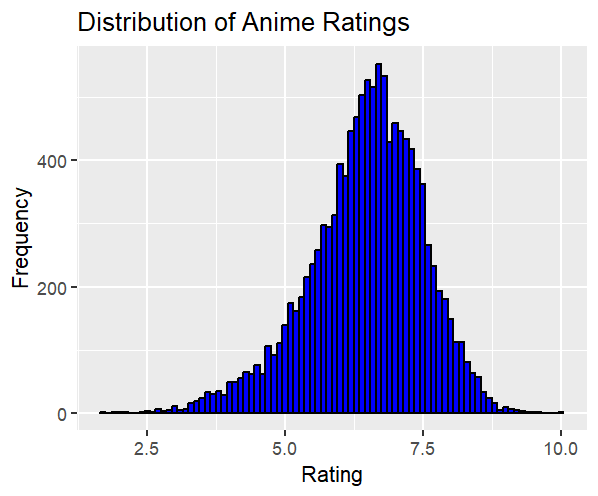 Distribution of Anime Ratings
Frequency
400
200
0
2.5 5.0 7.5 10.0
Rating